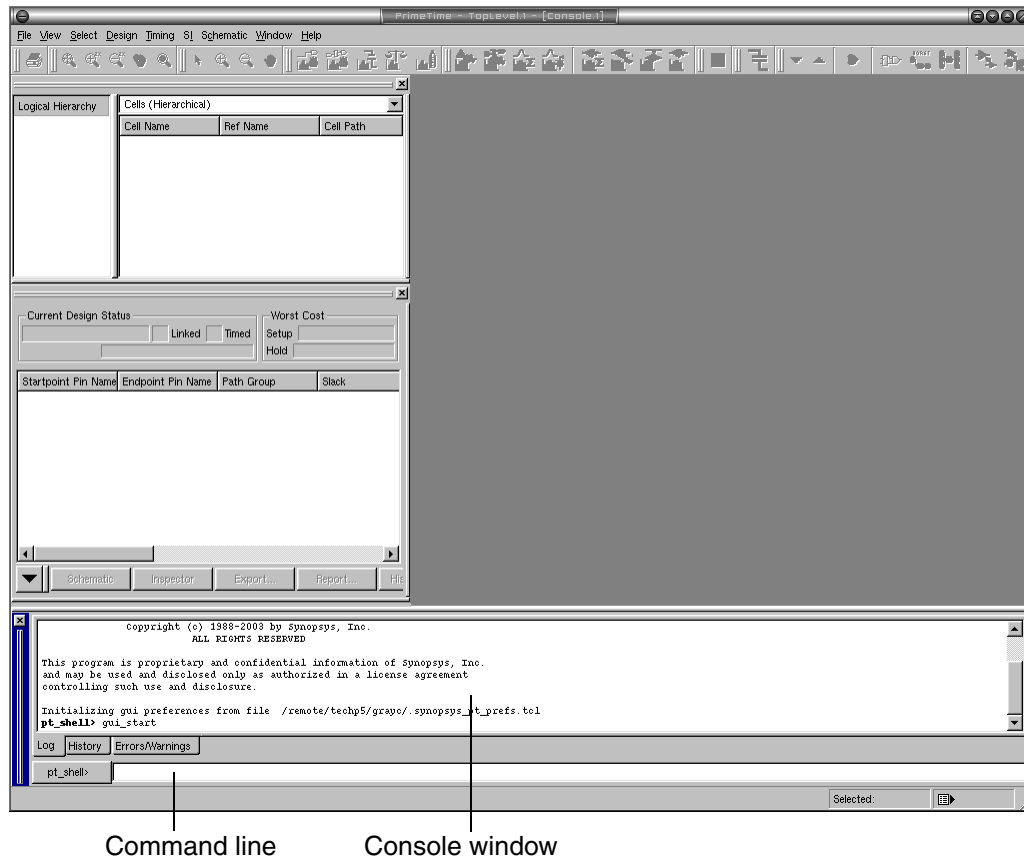 PrimeTime - TopLevel.1 - [Console.1]
File View Select Design Timing SI Schematic Window Help
Logical Hierarchy
Cells (Hierarchical)
Cell Name Ref Name Cell Path
Current Design Status
Worst Cost
Linked Timed Setup
Hold
Startpoint Pin Name Endpoint Pin Name Path Group Slack
Schematic Inspector Export... Report... His
Copyright (c) 1988-2003 by Synopsys, Inc.
ALL RIGHTS RESERVED
This program is proprietary and confidential information of Synopsys, Inc.
and may be used and disclosed only as authorized in a license agreement
controlling such use and disclosure.
Initializing gui preferences from file /remote/techp5/grayc/.synopsys_pt_prefs.tcl
pt_shell> gui_start
Log History Errors/Warnings
pt_shell>
Selected:
Command line Console window